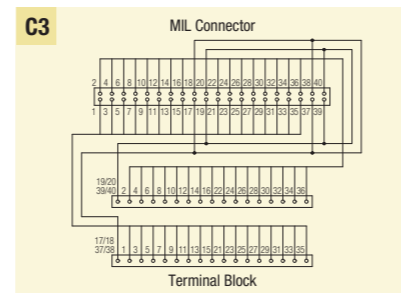 C3
MIL Connector
2 4 6 8 10 12 14 16 18 20 22 24 26 28 30 32 34 36 38 40
1 3 5 7 9 11 13 15 17 19 21 23 25 27 29 31 33 35 37 39
19/20
39/40 2 4 6 8 10 12 14 16 22 24 26 28 30 32 34 36
17/18
37/38 1 3 5 7 9 11 13 15 21 23 25 27 29 31 33 35
Terminal Block